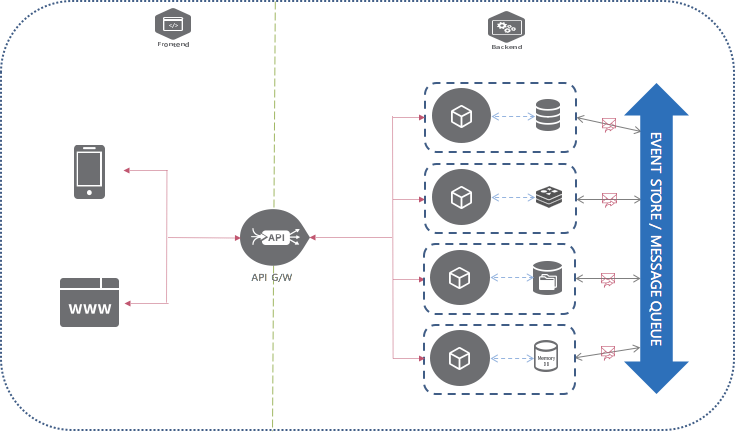 Frontend
Backend
API
API G/W
WWW
Memory
EVENT STORE / MESSAGE QUEUE